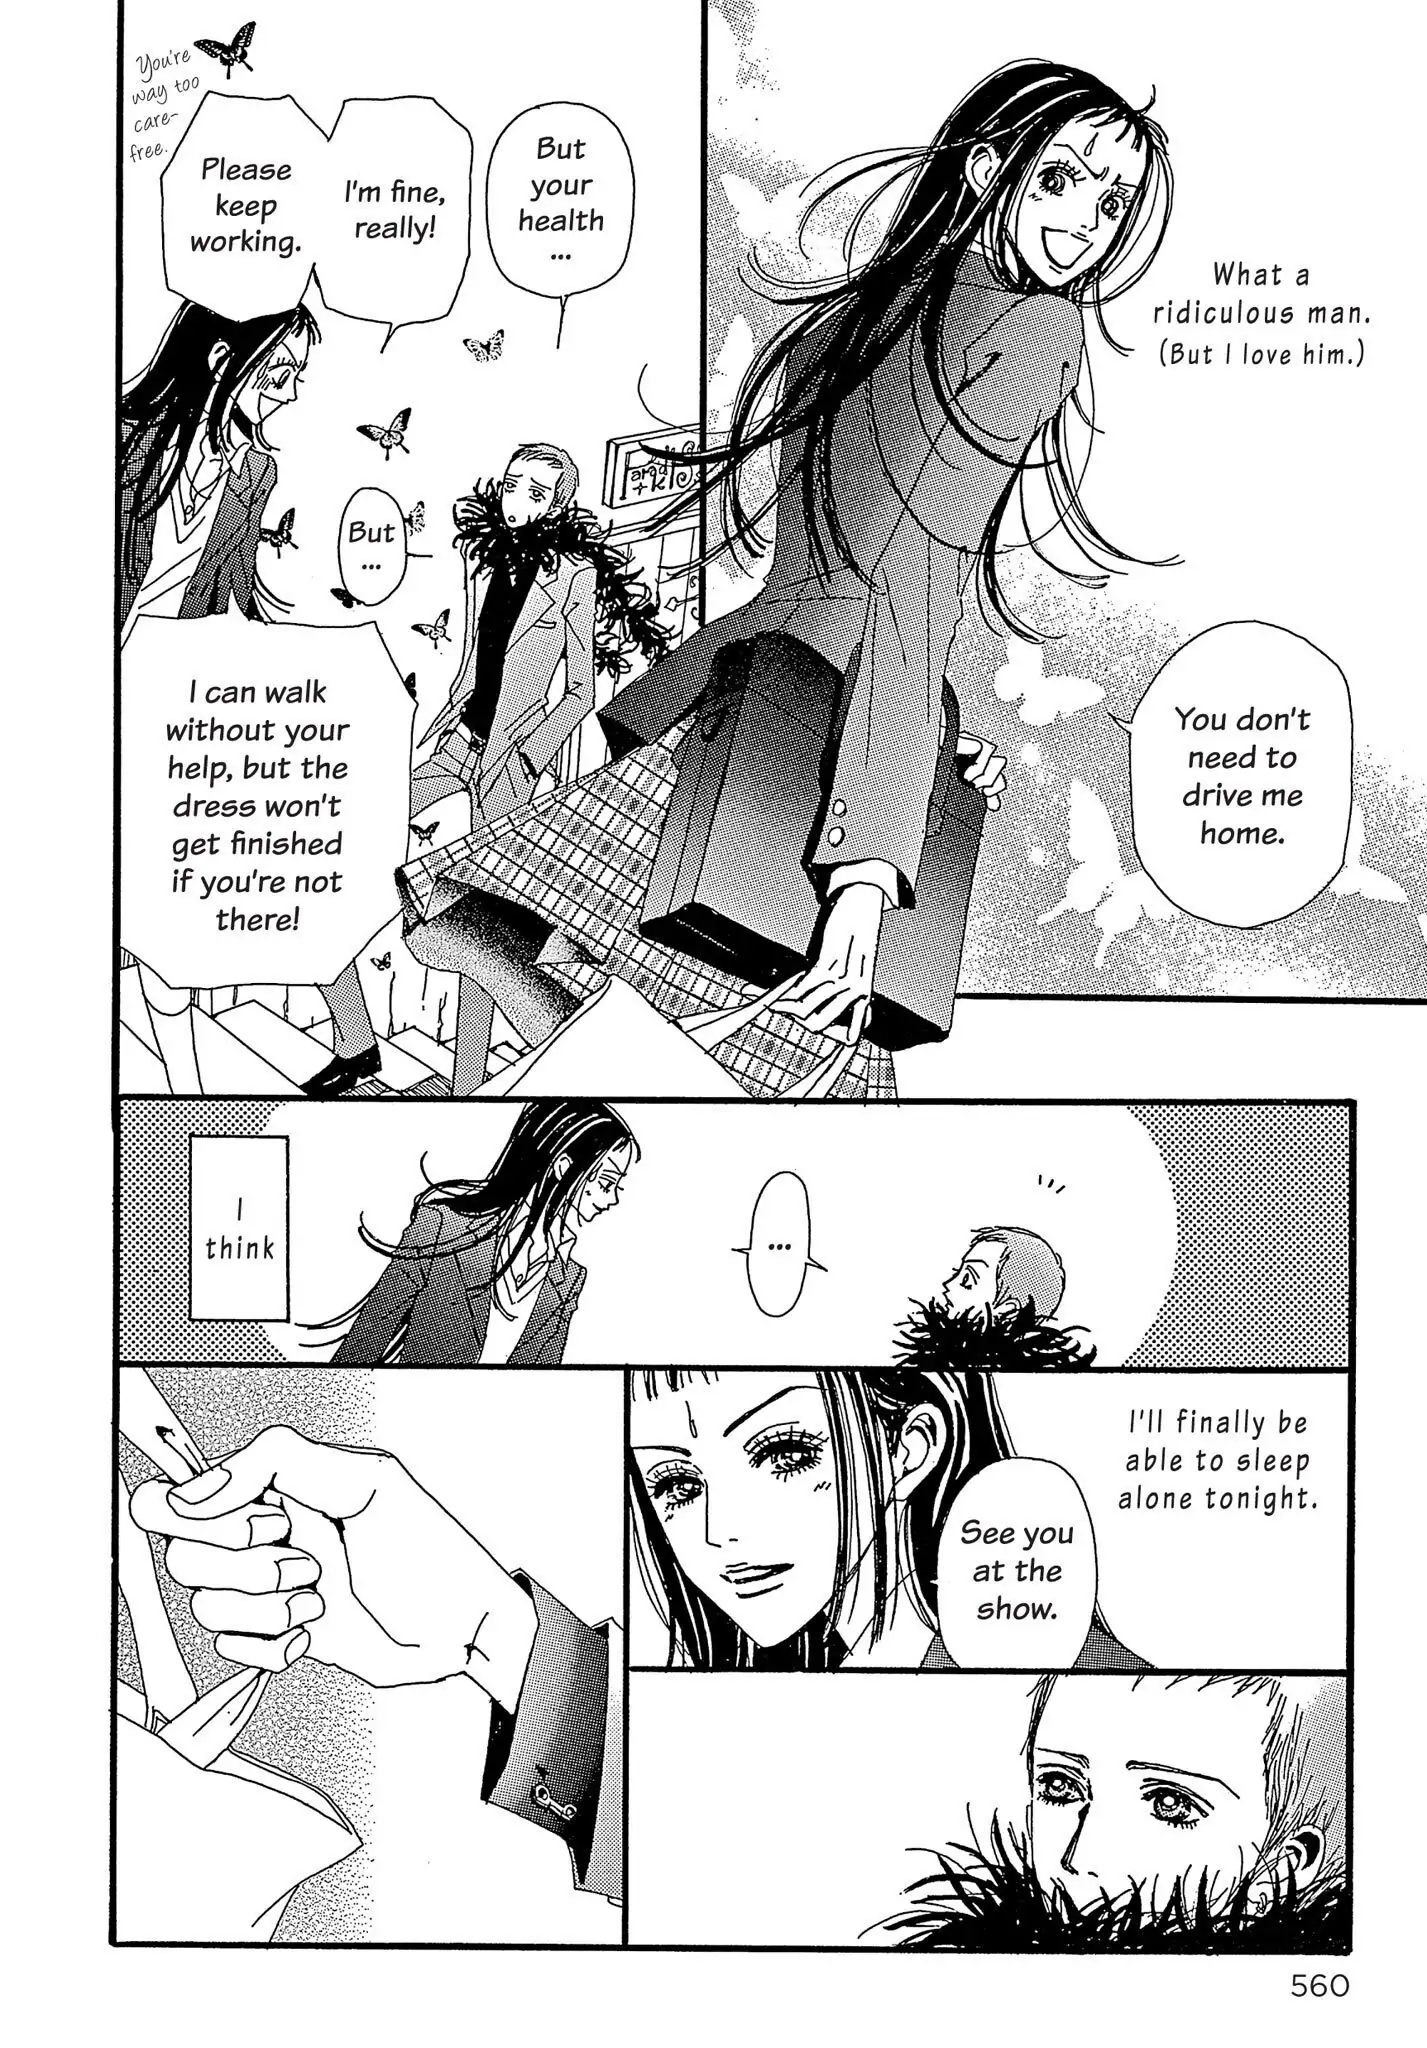 What a
ridiculous man.
(But I love him.)
You don't
need to
drive me
home.
But
your
health
...
I'm fine,
really!
Please
keep
working.
You're
way too
care-
free.
But
...
I can walk
without your
help, but the
dress won't
get finished
if you're not
there!
I
think
...
I'll finally be
able to sleep
alone tonight.
See you
at the
show.
560